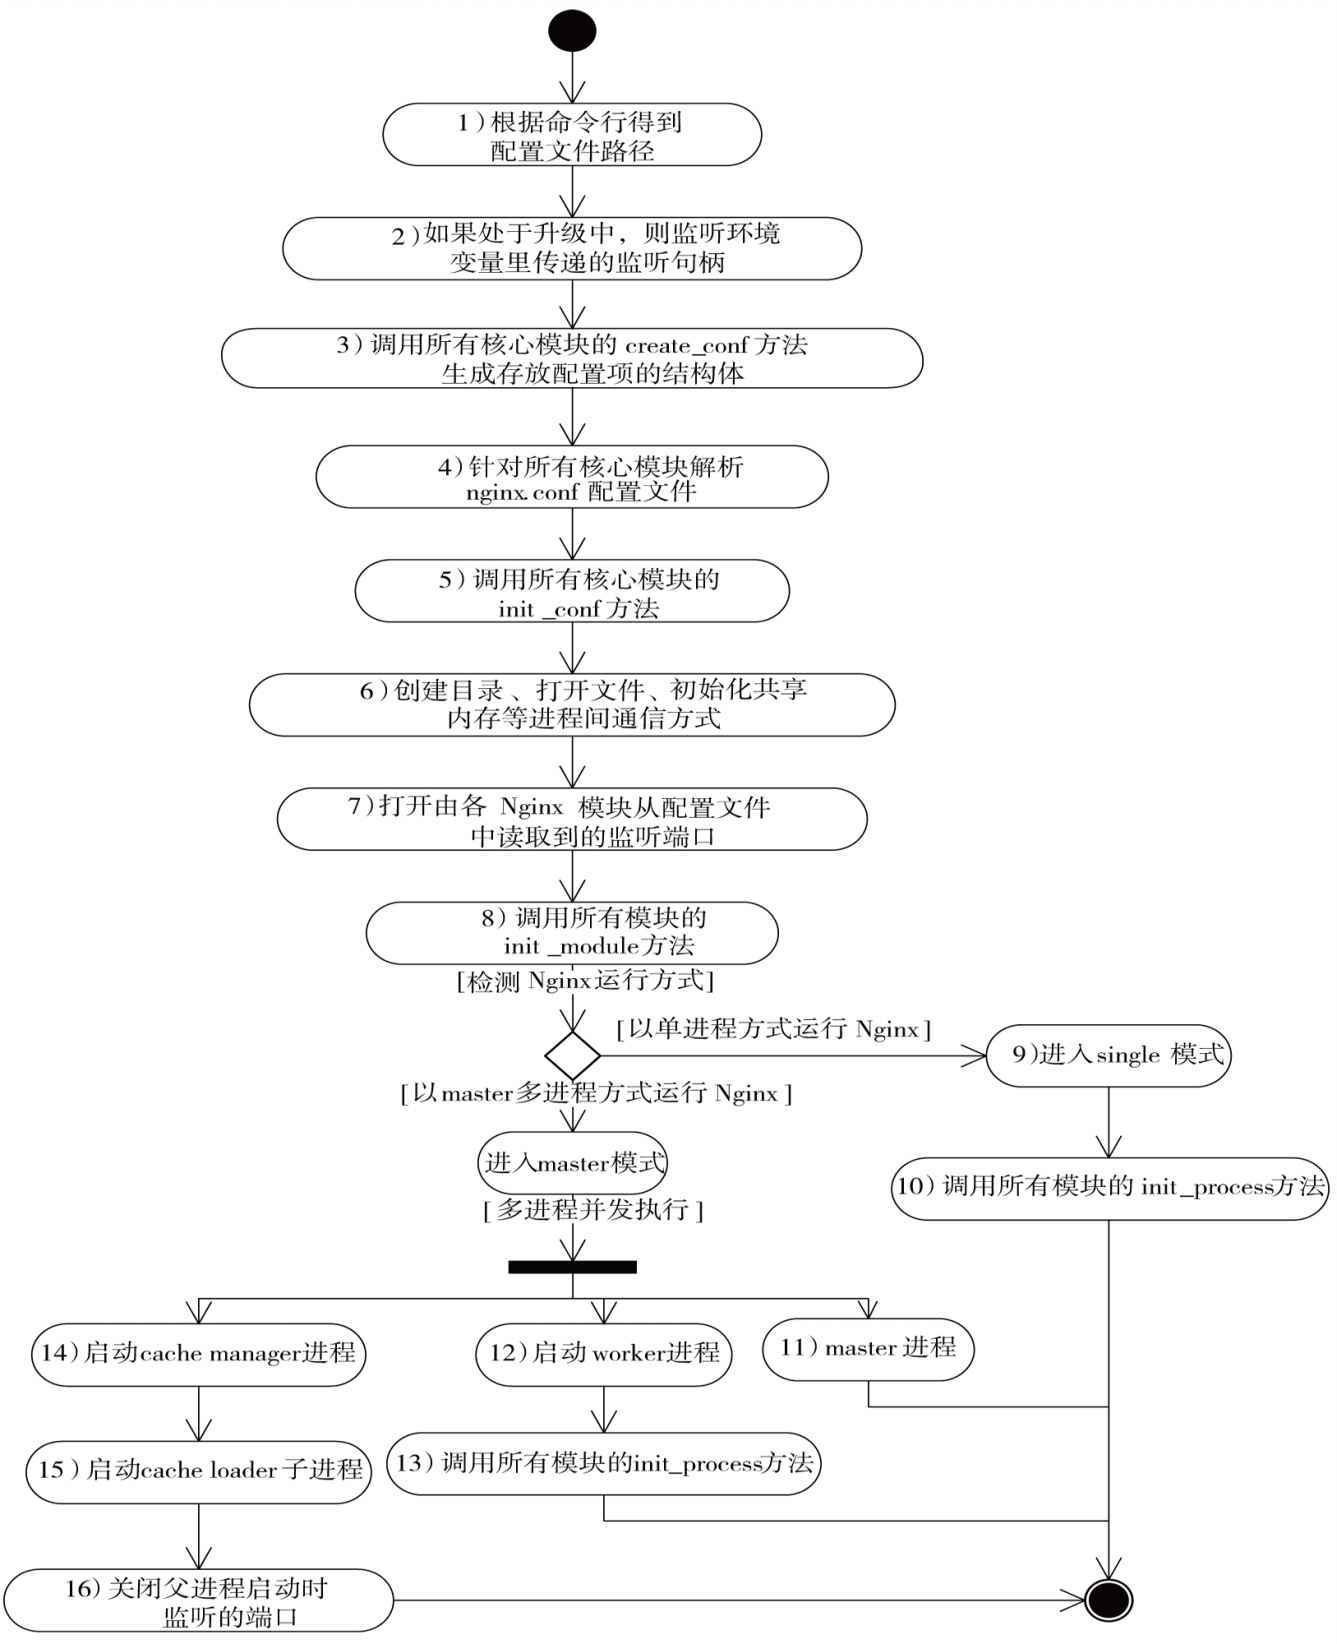 1)根据命令行得到
配置文件路径
2)如果处于升级中，则监听环境
变量里传递的监听句柄
3)调用所有核心模块的 create_conf 方法
生成存放配置项的结构体
4)针对所有核心模块解析
nginx.conf 配置文件
5)调用所有核心模块的
init_conf 方法
6)创建目录、打开文件、初始化共享
内存等进程间通信方式
7)打开由各 Nginx 模块从配置文件
中读取到的监听端口
8)调用所有模块的
init_module方法
[检测 Nginx运行方式]
[以单进程方式运行 Nginx]
9)进入single 模式
[以master多进程方式运行 Nginx]
进入master模式
10)调用所有模块的 init_process方法
[多进程并发执行]
14)启动cache manager进程
12)启动 worker进程
11)master 进程
15)启动cache loader 子进程
13)调用所有模块的init_process方法
16)关闭父进程启动时
监听的端口